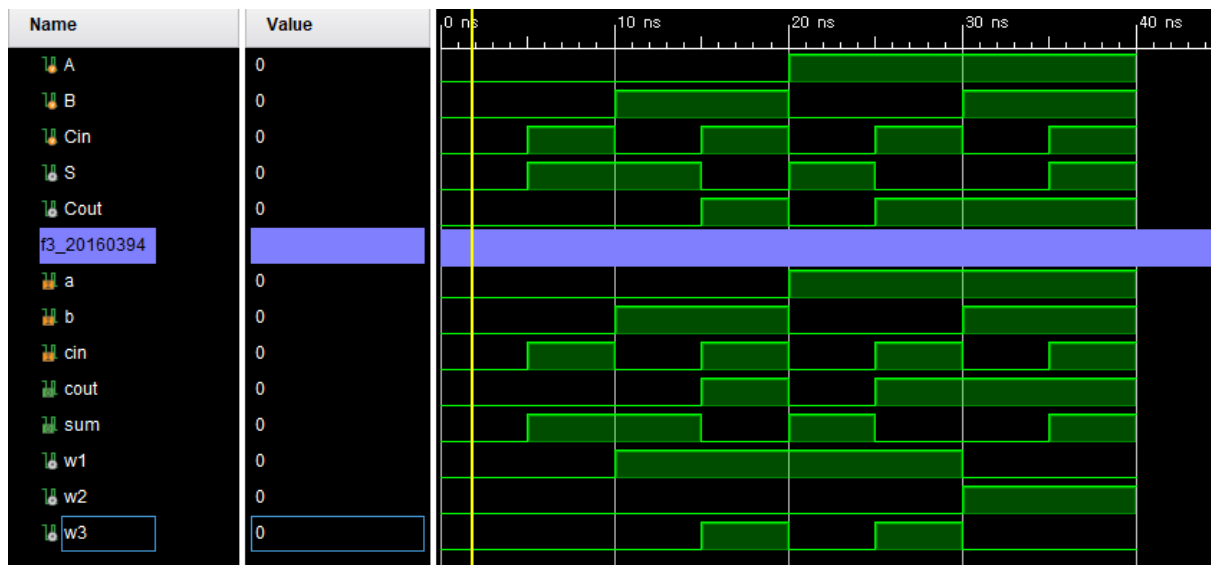 Name Value 0 ns 10 ns 20 ns 30 ns 40 ns
A 0
B 0
Cin 0
S 0
Cout 0
f3_20160394
a 0
b 0
cin 0
cout 0
sum 0
w1 0
w2 0
w3 0